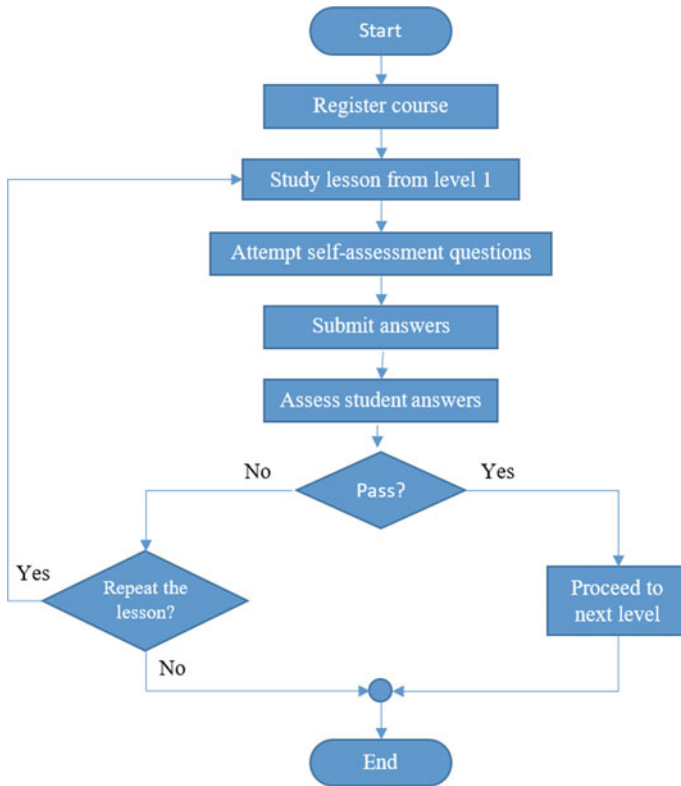 Start
Register course
Study lesson from level 1
Attempt self-assessment questions
Submit answers
Assess student answers
No
Yes
Pass?
Yes
Repeat the
lesson?
Proceed to
next level
No
End